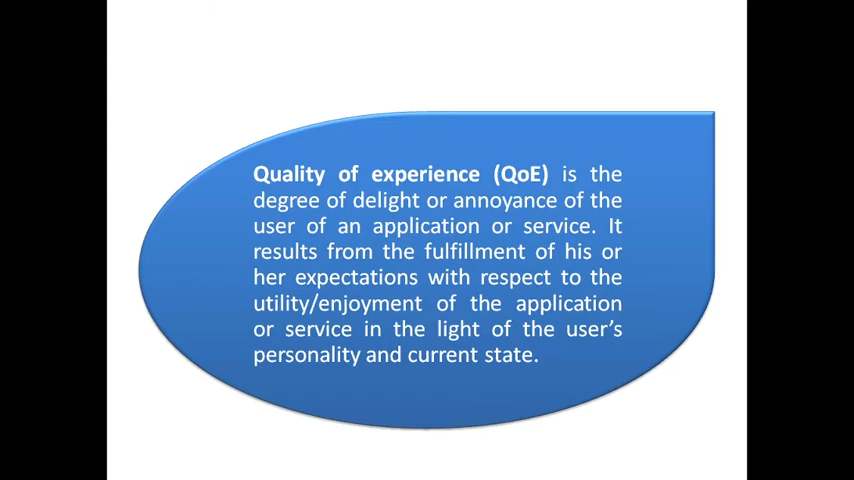 Quality of experience (QoE) is the
degree of delight or annoyance of the
user of an application or service. It
results from the fulfillment of his or
her expectations with respect to the
utility/enjoyment of the application
or service in the light of the user’s
personality and current state.